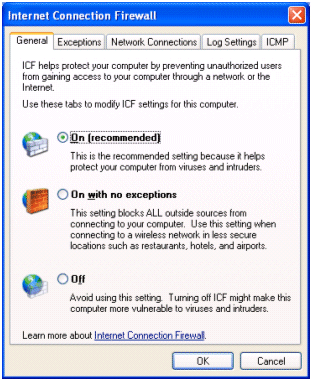 Internet Connection Firewall
General Exceptions Network Connections Log Settings ICMP
ICF helps protect your computer by preventing unauthorized users
from gaining access to your computer through a network or the
Internet.
Use these tabs to modify ICF settings for this computer.
On (recommended)
This is the recommended setting because it helps
protect your computer from viruses and intruders.
On with no exceptions
This setting blocks ALL outside sources from
connecting to your computer. Use this setting when
connecting to a wireless network in less secure
locations such as restaurants, hotels, and airports.
Off
Avoid using this setting. Turning off ICF might make this
computer more vulnerable to viruses and intruders.
Learn more about Internet Connection Firewall.
OK Cancel